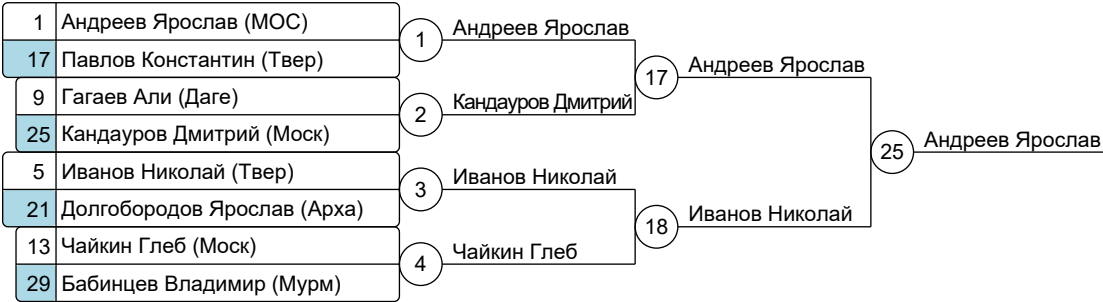 1 Андреев Ярослав (МОС)
17 Павлов Константин (Твер)
9 Гагаев Али (Даге)
25 Кандауров Дмитрий (Моск)
5 Иванов Николай (Твер)
21 Долгобородов Ярослав (Арха)
13 Чайкин Глеб (Моск)
29 Бабинцев Владимир (Мурм)
1 Андреев Ярослав
2 Кандауров Дмитрий
3 Иванов Николай
4 Чайкин Глеб
17 Андреев Ярослав
18 Иванов Николай
25 Андреев Ярослав